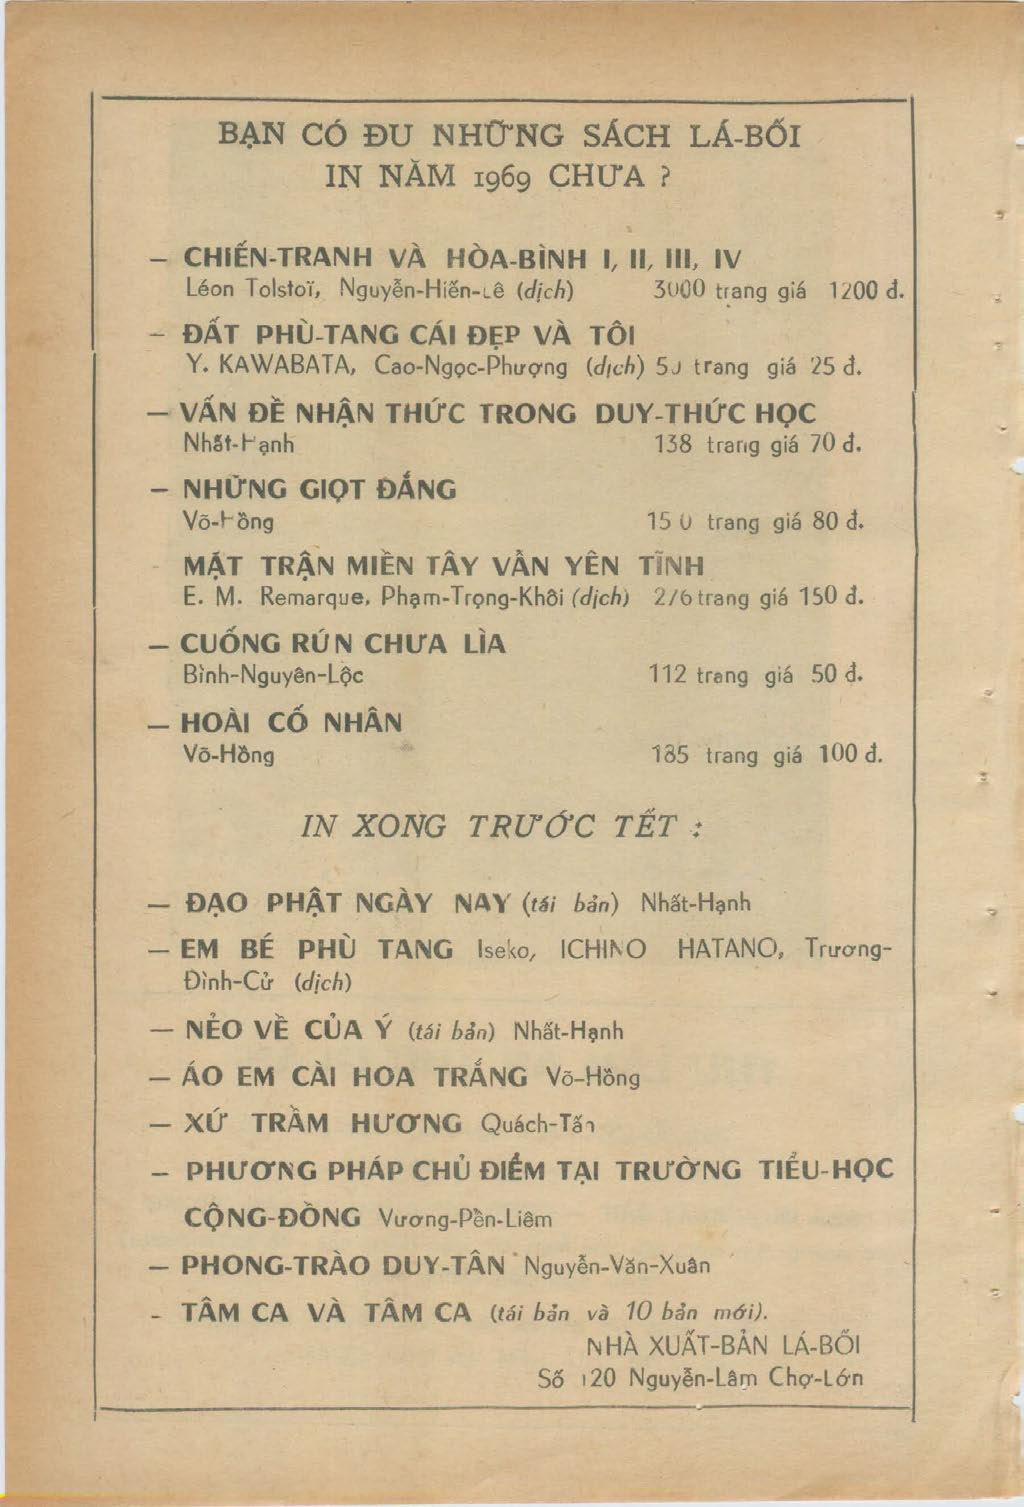 BẠN CÓ ĐU NHỮNG SÁCH LÁ-BỐI
IN NĂM 1969 CHƯA ?
— CHIẾN-TRANH VÀ HÒA-BÌNH I, II, III, IV
Léon Tolstoï, Nguyễn-Hiến-Lê (dịch) 3000 trang giá 1200 đ.
— ĐẤT PHÙ-TANG CÁI ĐẸP VÀ TÔI
Y. KAWABATA, Cao-Ngọc-Phượng (dịch) 50 trang giá 25 đ.
— VẤN ĐỀ NHẬN THỨC TRONG DUY-THỨC HỌC
Nhất-Hạnh 138 trang giá 70 đ.
— NHỮNG GIỌT ĐẮNG
Võ-Hồng 150 trang giá 80 đ.
- MẶT TRẬN MIỀN TÂY VẪN YÊN TĨNH
E. M. Remarque, Phạm-Trọng-Khôi (dịch) 276 trang giá 150 đ.
— CUỐNG RÚN CHƯA LÌA
Bình-Nguyên-Lộc 112 trang giá 50 đ.
— HOÀI CỐ NHÂN
Võ-Hồng 185 trang giá 100 đ.
IN XONG TRƯỚC TẾT :
— ĐẠO PHẬT NGÀY NAY (tái bản) Nhất-Hạnh
— EM BÉ PHÙ TANG Iseko, ICHIRO HATANO, Trương-
Đình-Cử (dịch)
— NẺO VỀ CỦA Ý (tái bản) Nhất-Hạnh
— ÁO EM CÀI HOA TRẮNG Võ-Hồng
— XỨ TRẦM HƯƠNG Quách-Tấn
— PHƯƠNG PHÁP CHỦ ĐIỂM TẠI TRƯỜNG TIỂU-HỌC
CỘNG-ĐỒNG Vương-Pền-Liêm
— PHONG-TRÀO DUY-TÂN Nguyễn-Văn-Xuân
- TÂM CA VÀ TÂM CA (tái bản và 10 bản mới).
NHÀ XUẤT-BẢN LÁ-BỐI
Số 120 Nguyễn-Lâm Chợ-Lớn